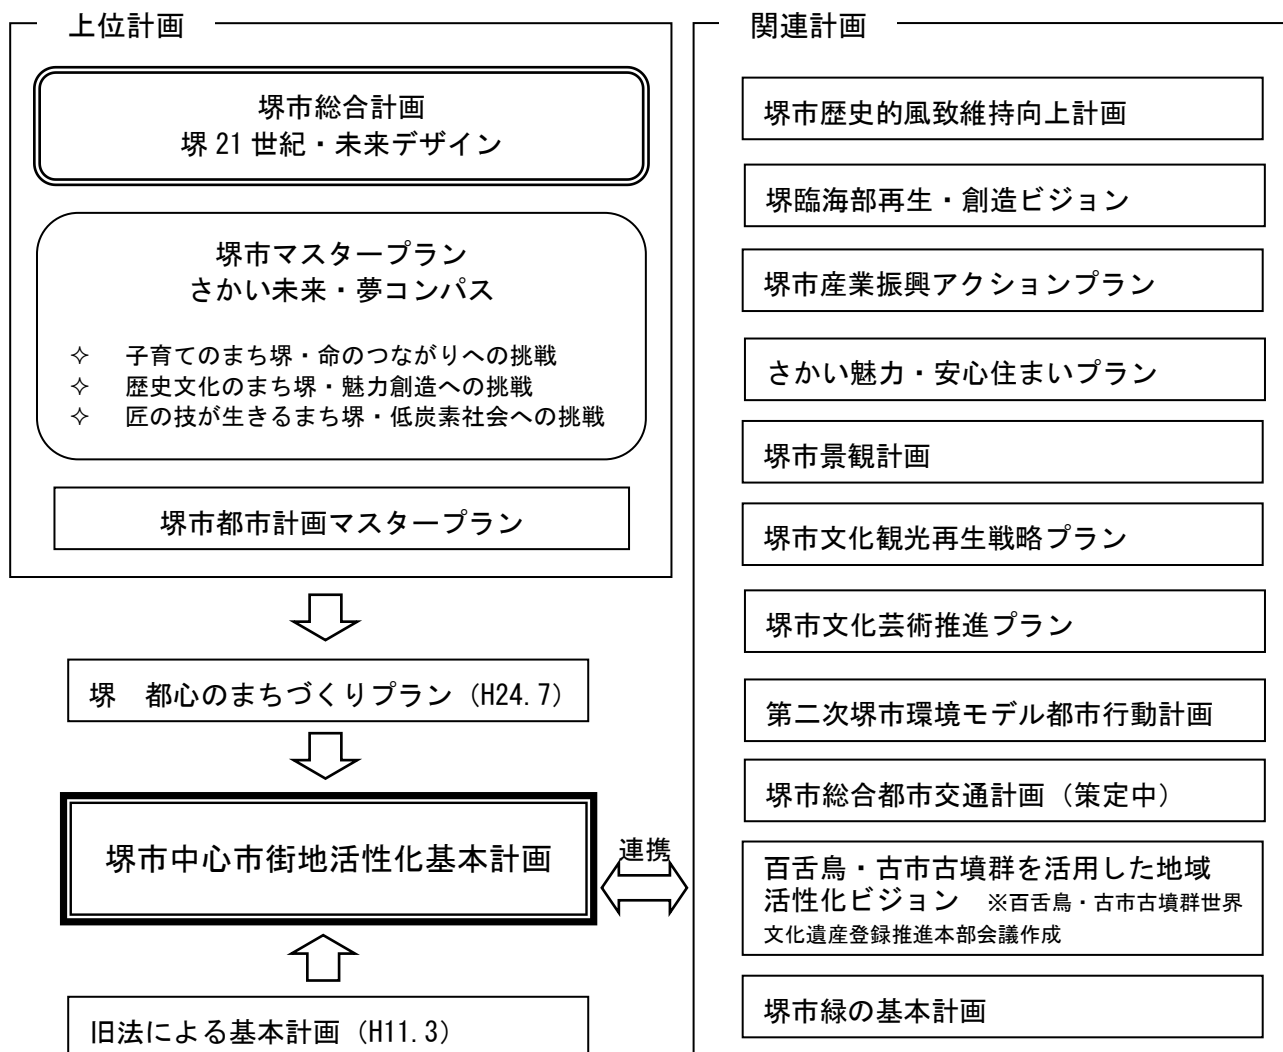 上位計画
堺市総合計画
堺 21 世紀・未来デザイン
堺市マスタープラン
さかい未来・夢コンパス
✧ 子育てのまち堺・命のつながりへの挑戦
✧ 歴史文化のまち堺・魅力創造への挑戦
✧ 匠の技が生きるまち堺・低炭素社会への挑戦
堺市都市計画マスタープラン
堺　都心のまちづくりプラン（H24.7）
堺市中心市街地活性化基本計画
旧法による基本計画（H11.3）
連携
関連計画
堺市歴史的風致維持向上計画
堺臨海部再生・創造ビジョン
堺市産業振興アクションプラン
さかい魅力・安心住まいプラン
堺市景観計画
堺市文化観光再生戦略プラン
堺市文化芸術推進プラン
第二次堺市環境モデル都市行動計画
堺市総合都市交通計画（策定中）
百舌鳥・古市古墳群を活用した地域
活性化ビジョン　※百舌鳥・古市古墳群世界
文化遺産登録推進本部会議作成
堺市緑の基本計画